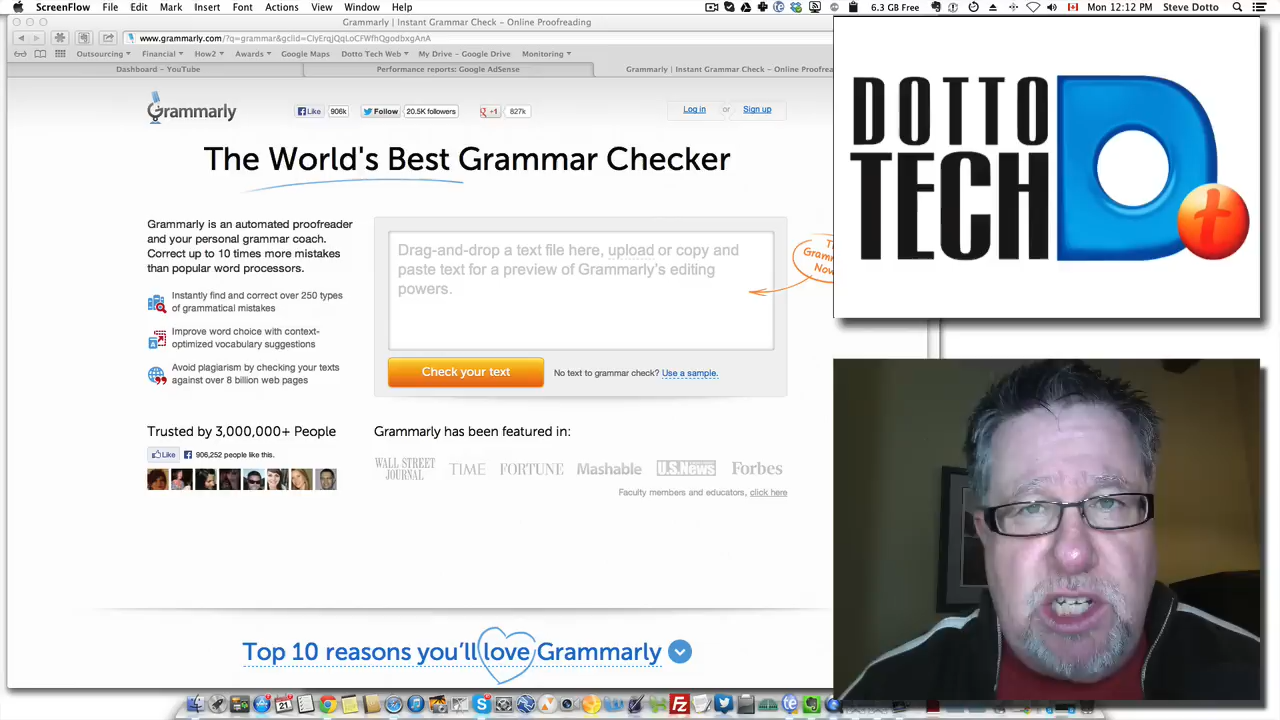 ScreenFlow File Edit Mark Insert Font Actions View Window Help 6.3 GB Free Mon 12:12 PM Steve Dotto
Grammarly | Instant Grammar Check - Online Proofreading
www.grammarly.com/?q=grammar&gclid=
Outsourcing Financial How2 Awards Google Maps Dotto Tech Web My Drive - Google Drive Monitoring
Dashboard - YouTube Performance reports: Google AdSense Grammarly | Instant Grammar Check - Online Proofrea
Grammarly
Like 906k Follow 20.5K followers +1 827k
Log in or Sign up
The World's Best Grammar Checker
Grammarly is an automated proofreader
and your personal grammar coach.
Correct up to 10 times more mistakes
than popular word processors.
Instantly find and correct over 250 types
of grammatical mistakes
Improve word choice with context-
optimized vocabulary suggestions
Avoid plagiarism by checking your texts
against over 8 billion web pages
Drag-and-drop a text file here, upload or copy and
paste text for a preview of Grammarly's editing
powers.
Check your text
No text to grammar check? Use a sample.
Trusted by 3,000,000+ People
Like 906,252 people like this.
Grammarly has been featured in:
WALL STREET
JOURNAL
TIME FORTUNE Mashable U.S.News Forbes
Faculty members and educators, click here
Top 10 reasons you'll love Grammarly
DOTTO
TECH
D
t